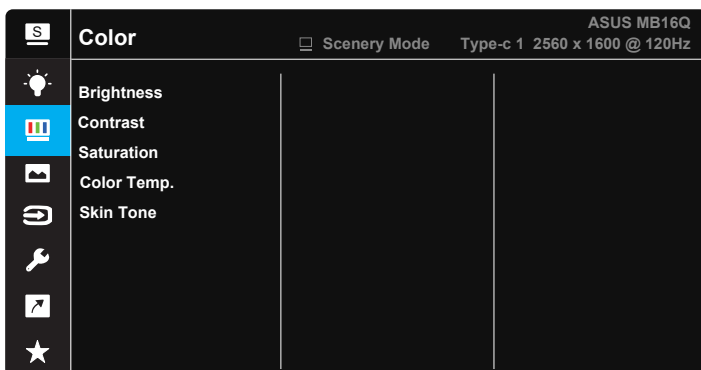 S
Color
ASUS MB16Q
Scenery Mode
Type-c 1 2560 x 1600 @ 120Hz
Brightness
Contrast
Saturation
Color Temp.
Skin Tone